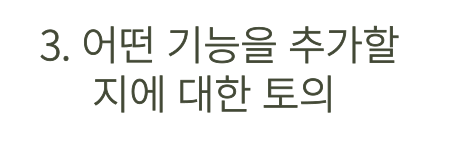 3. 어떤 기능을 추가할
지에 대한 토의